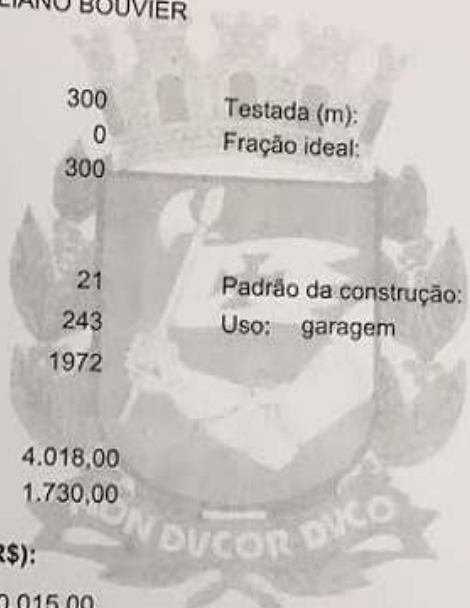 BOUVIER
300 Testada (m):
0 Fração ideal:
300
21 Padrão da construção:
243 Uso: garagem
1972
4.018,00
1.730,00
NON DUCOR DUCO